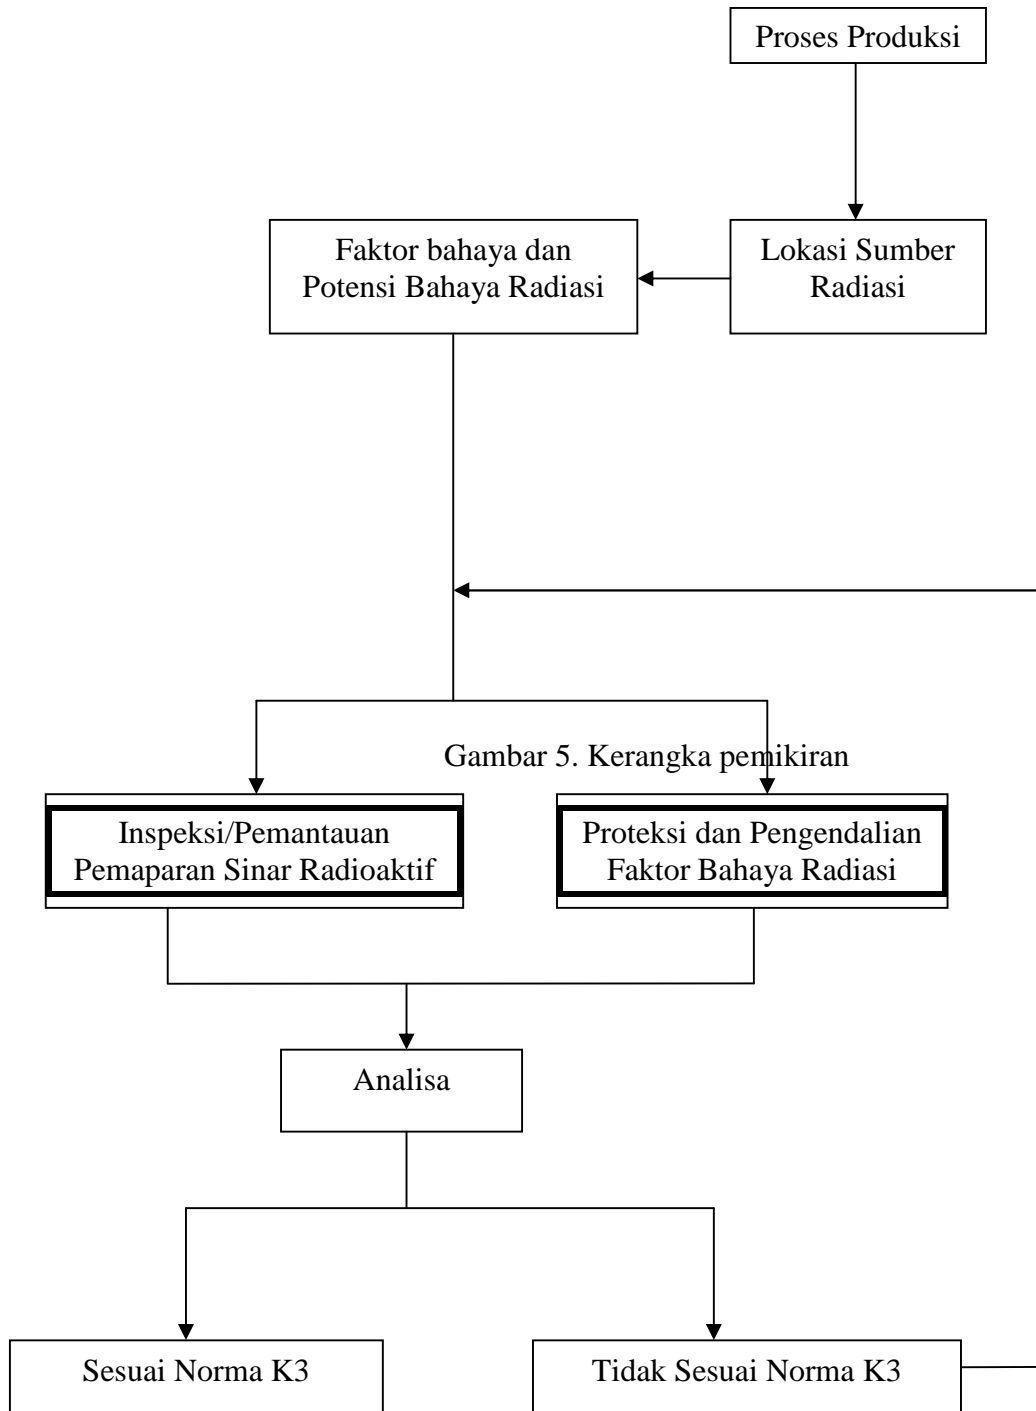 Proses Produksi
Faktor bahaya dan
Potensi Bahaya Radiasi
Lokasi Sumber
Radiasi
Gambar 5. Kerangka pemikiran
Inspeksi/Pemantauan
Pemaparan Sinar Radioaktif
Proteksi dan Pengendalian
Faktor Bahaya Radiasi
Analisa
Sesuai Norma K3
Tidak Sesuai Norma K3